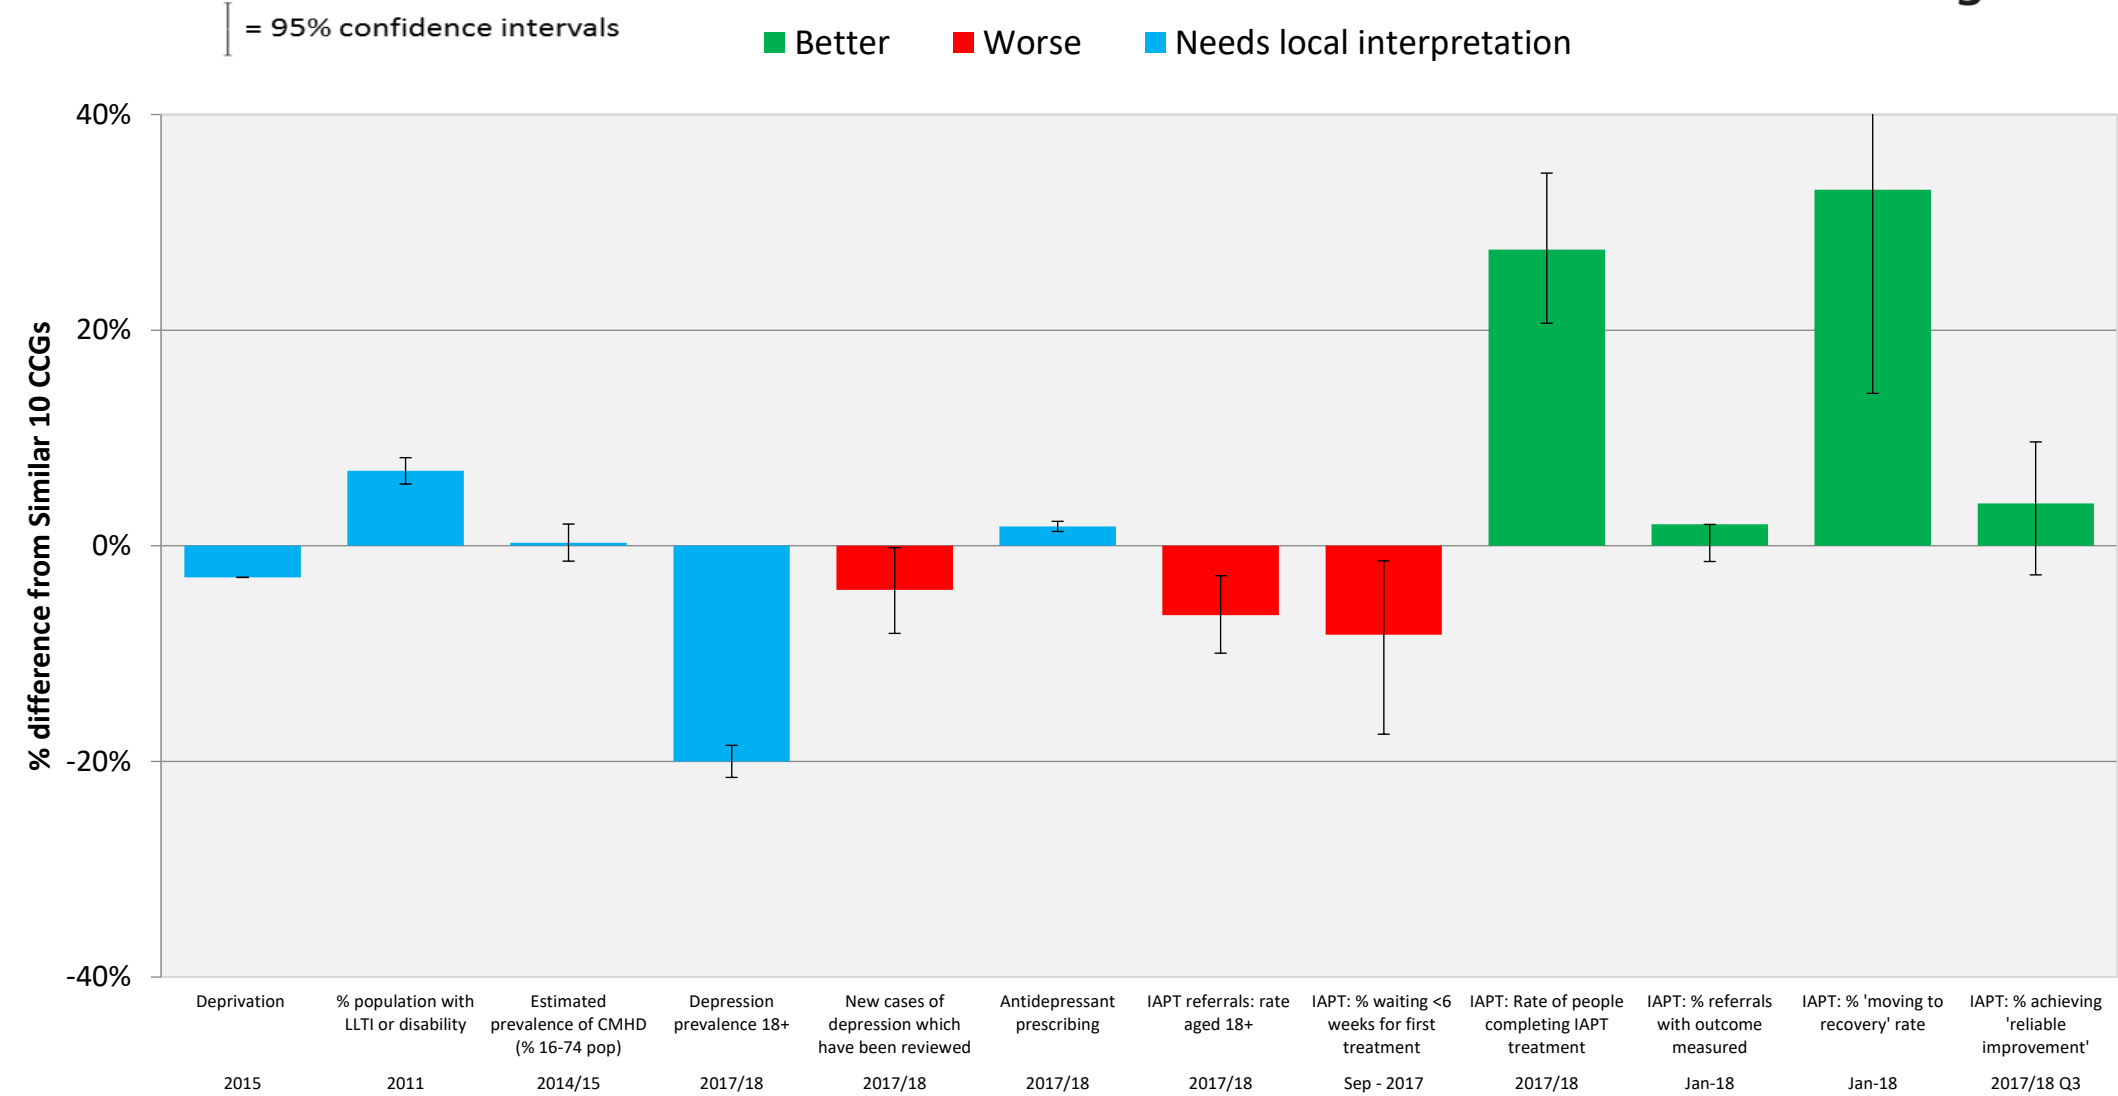 = 95% confidence intervals
Better
Worse
Needs local interpretation
% difference from Similar 10 CCGs
40%
20%
0%
-20%
-40%
Deprivation
2015
% population with
LLTI or disability
2011
Estimated
prevalence of CMHD
(% 16-74 pop)
2014/15
Depression
prevalence 18+
2017/18
New cases of
depression which
have been reviewed
2017/18
Antidepressant
prescribing
2017/18
IAPT referrals: rate
aged 18+
2017/18
IAPT: % waiting <6
weeks for first
treatment
Sep - 2017
IAPT: Rate of people
completing IAPT
treatment
2017/18
IAPT: % referrals
with outcome
measured
Jan-18
IAPT: % 'moving to
recovery' rate
Jan-18
IAPT: % achieving
'reliable
improvement'
2017/18 Q3